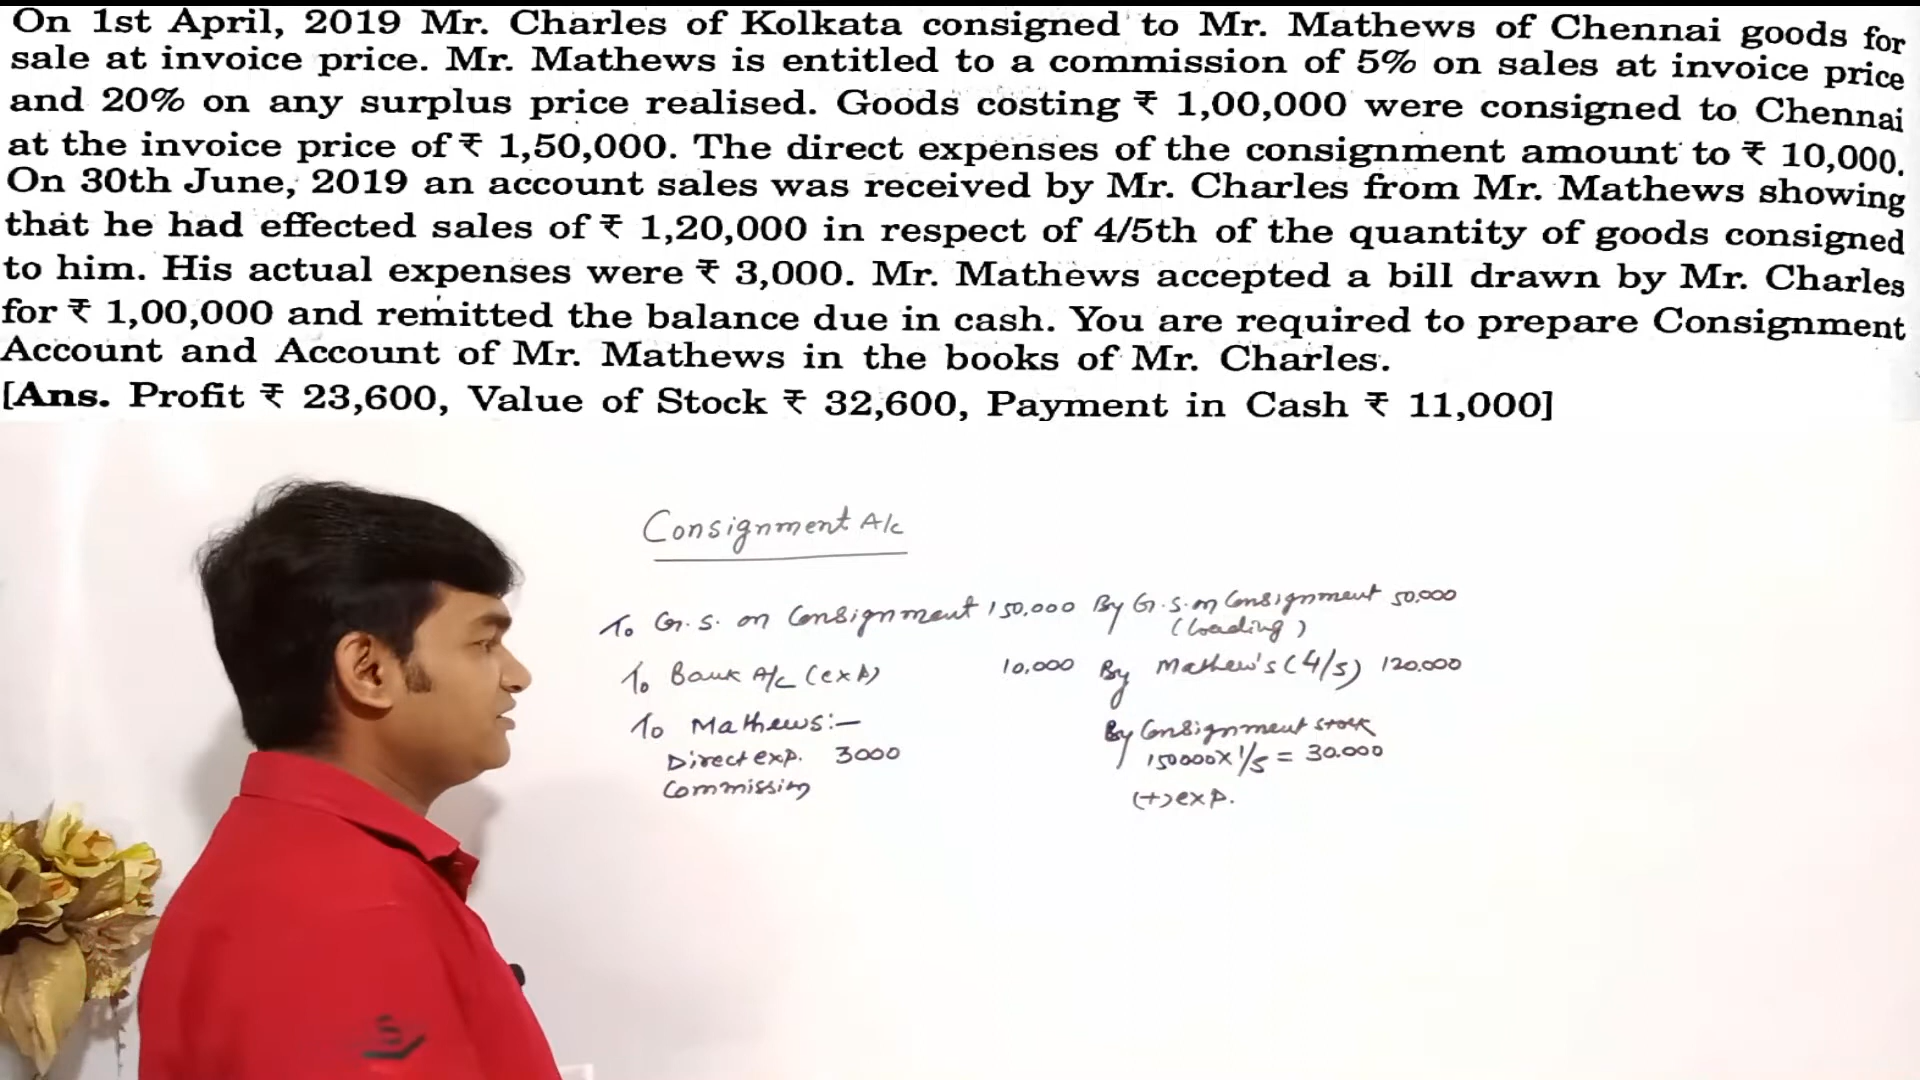 On 1st April, 2019 Mr. Charles of Kolkata consigned to Mr. Mathews of Chennai goods for
sale at invoice price. Mr. Mathews is entitled to a commission of 5% on sales at invoice price
and 20% on any surplus price realised. Goods costing ₹ 1,00,000 were consigned to Chennai
at the invoice price of ₹ 1,50,000. The direct expenses of the consignment amount to ₹ 10,000.
On 30th June, 2019 an account sales was received by Mr. Charles from Mr. Mathews showing
that he had effected sales of ₹ 1,20,000 in respect of 4/5th of the quantity of goods consigned
to him. His actual expenses were ₹ 3,000. Mr. Mathews accepted a bill drawn by Mr. Charles
for ₹ 1,00,000 and remitted the balance due in cash. You are required to prepare Consignment
Account and Account of Mr. Mathews in the books of Mr. Charles.
[Ans. Profit ₹ 23,600, Value of Stock ₹ 32,600, Payment in Cash ₹ 11,000]
Consignment A/c
To G.S. on Consignment 150,000 By G.S. on Consignment 50,000
(loading)
To Bank A/c (exp) 10,000 By Mathew's (4/5) 120.000
To Mathews:-
Direct exp. 3000
Commission
By Consignment stock
150000 x 1/5 = 30.000
(+) exp.